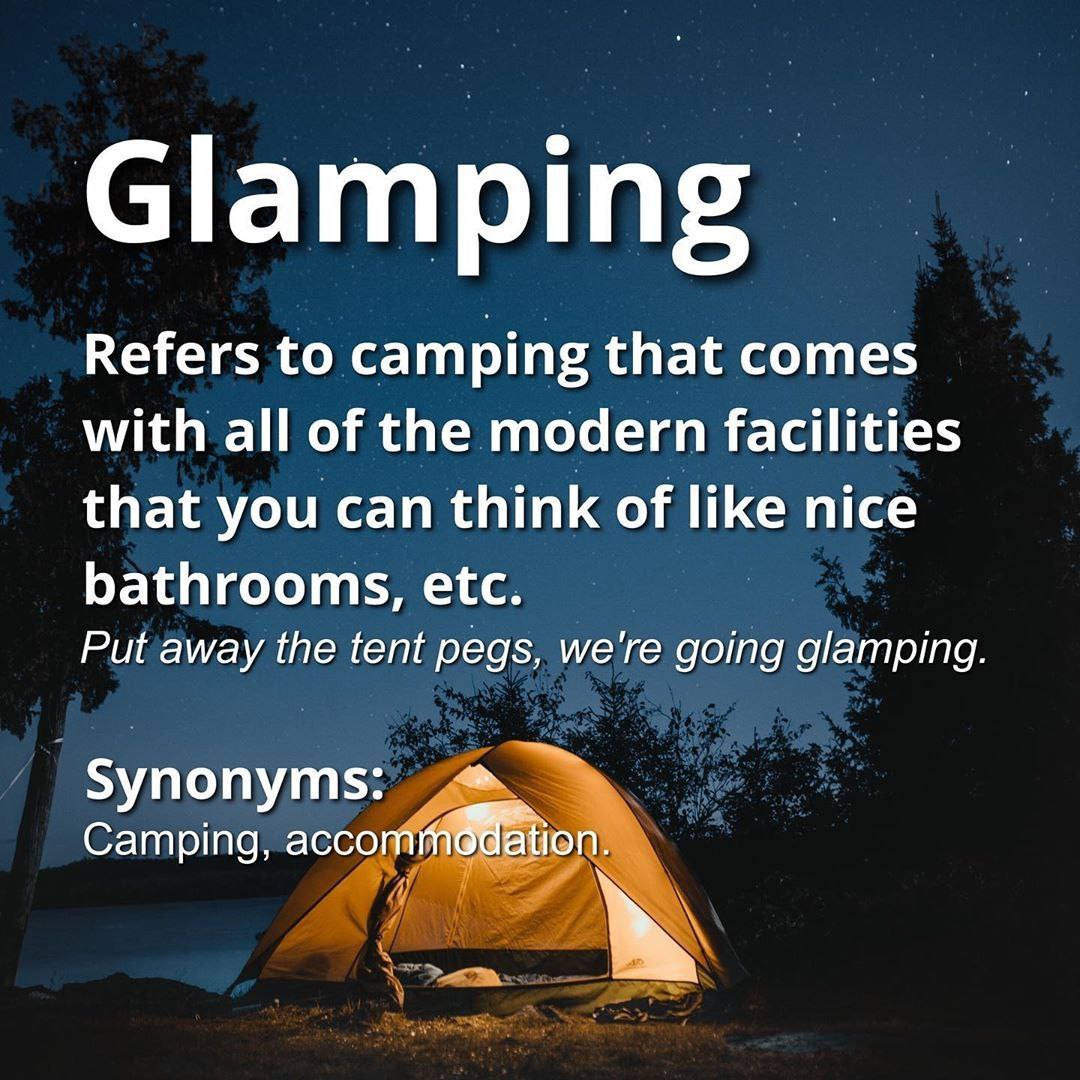 Glamping
Refers to camping that comes
with all of the modern facilities
that you can think of like nice
bathrooms, etc.
Put away the tent pegs, we're going glamping.
Synonyms:
Camping, accommodation.